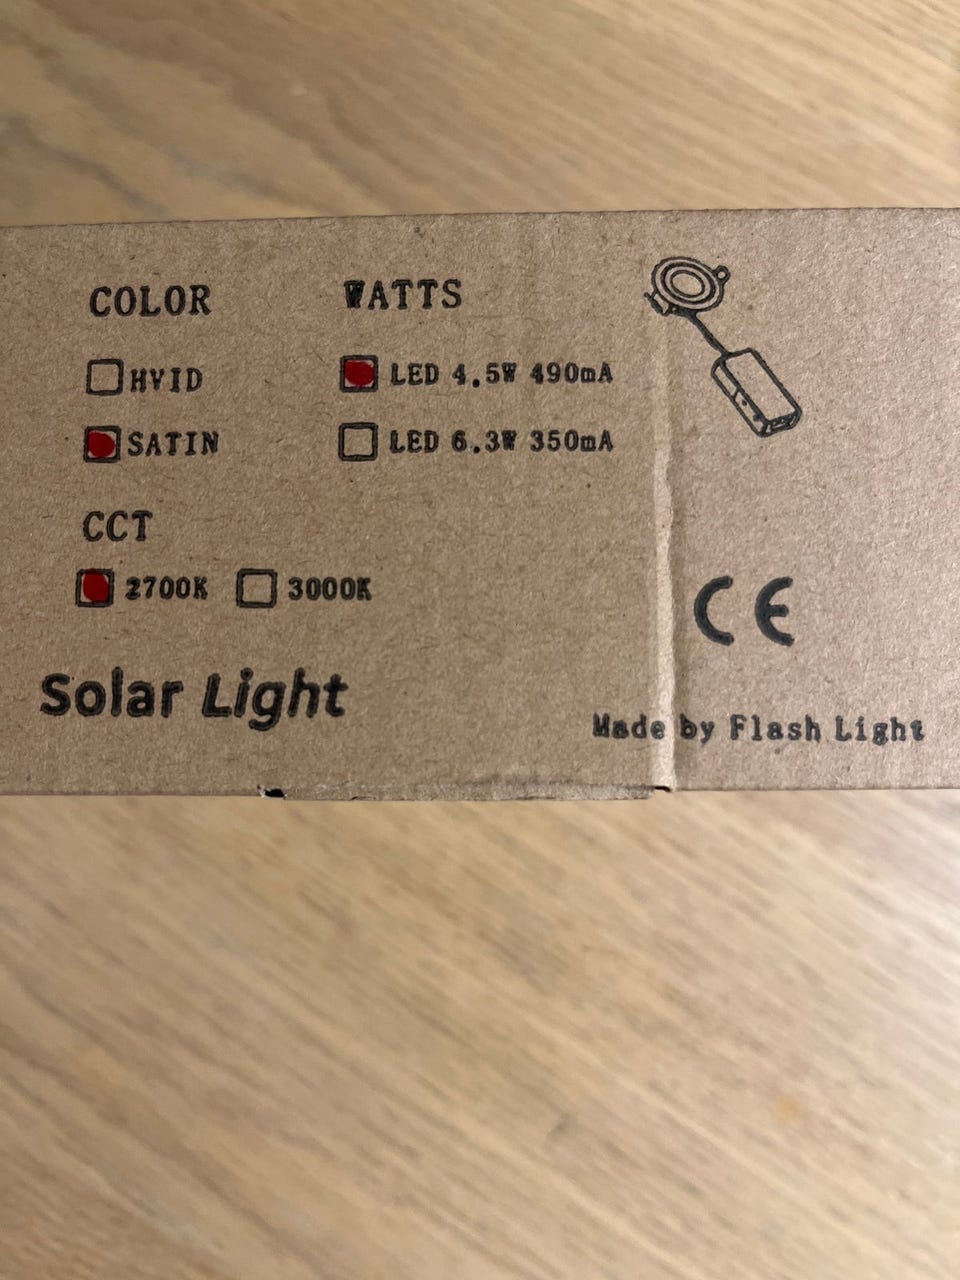 COLOR
WATTS
HVID
LED 4.5W 490mA
SATIN
LED 6.3W 350mA
CCT
2700K 3000K
CE
Solar Light
Made by Flash Light